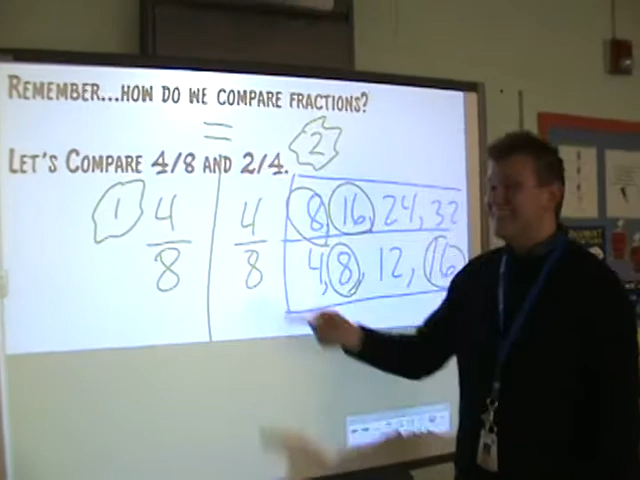 REMEMBER...HOW DO WE COMPARE FRACTIONS?
=
LET'S COMPARE 4/8 AND 2/4.
2
1
4/8
4/8
8, 16, 24, 32
4, 8, 12, 16